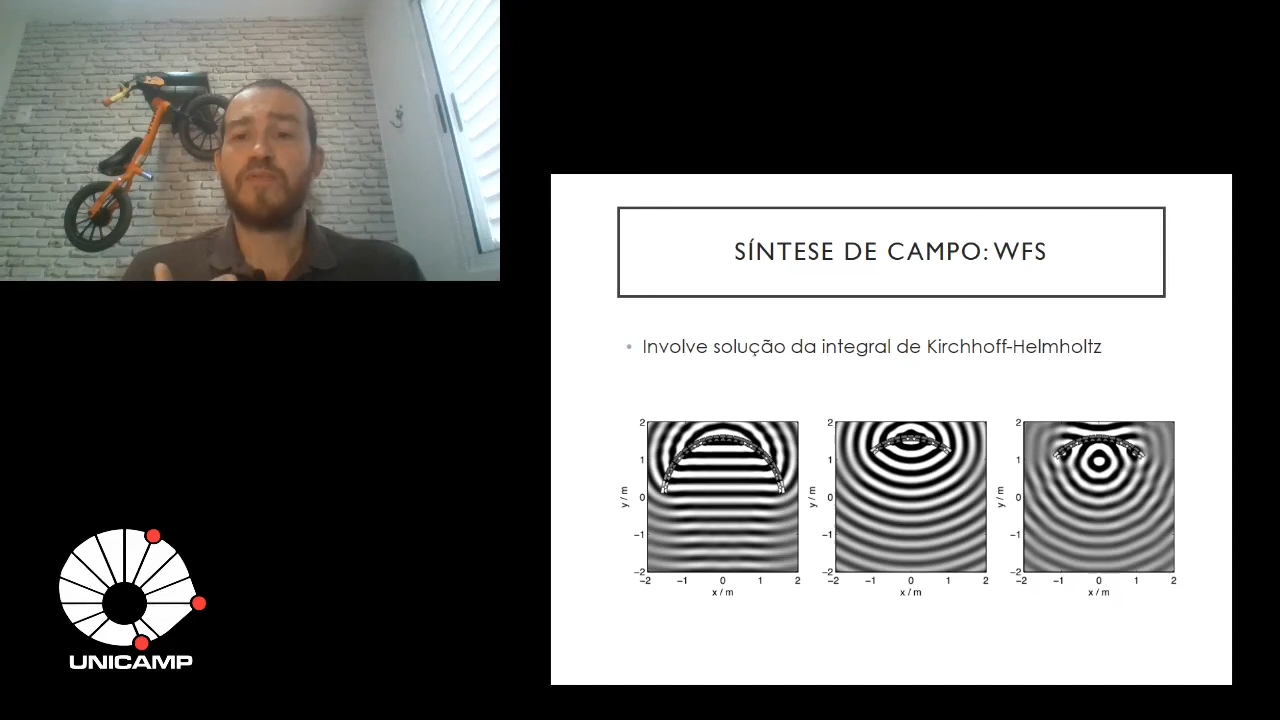 SÍNTESE DE CAMPO: WFS
• Involve solução da integral de Kirchhoff-Helmholtz
2
1
0
−1
−2
y / m
−2 −1 0 1 2
x / m
2
1
0
−1
−2
y / m
−2 −1 0 1 2
x / m
2
1
0
−1
−2
y / m
−2 −1 0 1 2
x / m
UNICAMP